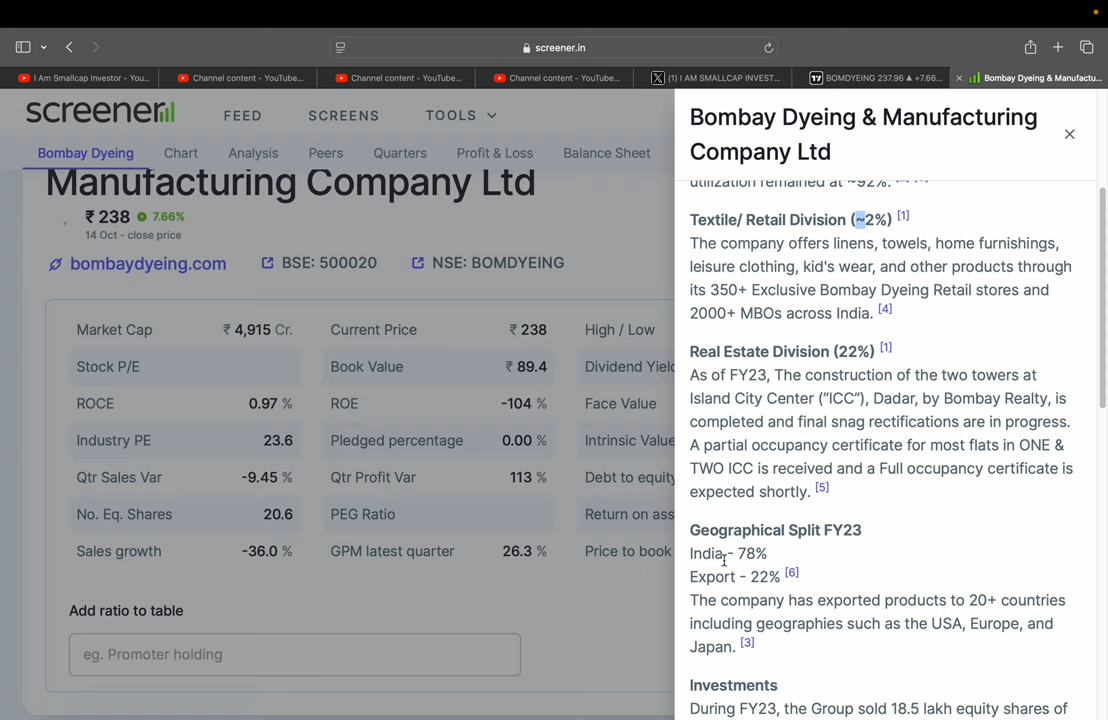 screener.in
I Am Smallcap Investor - You...
Channel content - YouTube...
Channel content - YouTube...
Channel content - YouTube...
(1) I AM SMALLCAP INVEST...
BOMDYEING 237.96 ▲ +7.66...
Bombay Dyeing & Manufactu...
screener
FEED
SCREENS
TOOLS
Bombay Dyeing
Chart
Analysis
Peers
Quarters
Profit & Loss
Balance Sheet
Manufacturing Company Ltd
₹ 238 7.66%
14 Oct - close price
bombaydyeing.com
BSE: 500020
NSE: BOMDYEING
Market Cap ₹ 4,915 Cr.
Current Price ₹ 238
High / Low
Stock P/E
Book Value ₹ 89.4
Dividend Yield
ROCE 0.97 %
ROE -104 %
Face Value
Industry PE 23.6
Pledged percentage 0.00 %
Intrinsic Value
Qtr Sales Var -9.45 %
Qtr Profit Var 113 %
Debt to equity
No. Eq. Shares 20.6
PEG Ratio
Return on ass
Sales growth -36.0 %
GPM latest quarter 26.3 %
Price to book
Add ratio to table
eg. Promoter holding
Bombay Dyeing & Manufacturing
Company Ltd
utilization remained at ~92%.
Textile/ Retail Division (~2%) [1]
The company offers linens, towels, home furnishings,
leisure clothing, kid's wear, and other products through
its 350+ Exclusive Bombay Dyeing Retail stores and
2000+ MBOs across India. [4]
Real Estate Division (22%) [1]
As of FY23, The construction of the two towers at
Island City Center (“ICC”), Dadar, by Bombay Realty, is
completed and final snag rectifications are in progress.
A partial occupancy certificate for most flats in ONE &
TWO ICC is received and a Full occupancy certificate is
expected shortly. [5]
Geographical Split FY23
India - 78%
Export - 22% [6]
The company has exported products to 20+ countries
including geographies such as the USA, Europe, and
Japan. [3]
Investments
During FY23, the Group sold 18.5 lakh equity shares of